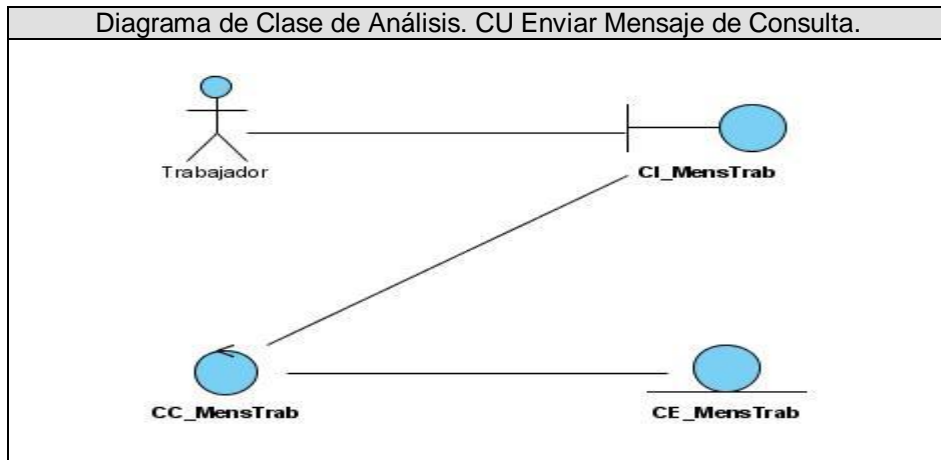 Diagrama de Clase de Análisis. CU Enviar Mensaje de Consulta.
Trabajador
CI_MensTrab
CC_MensTrab
CE_MensTrab